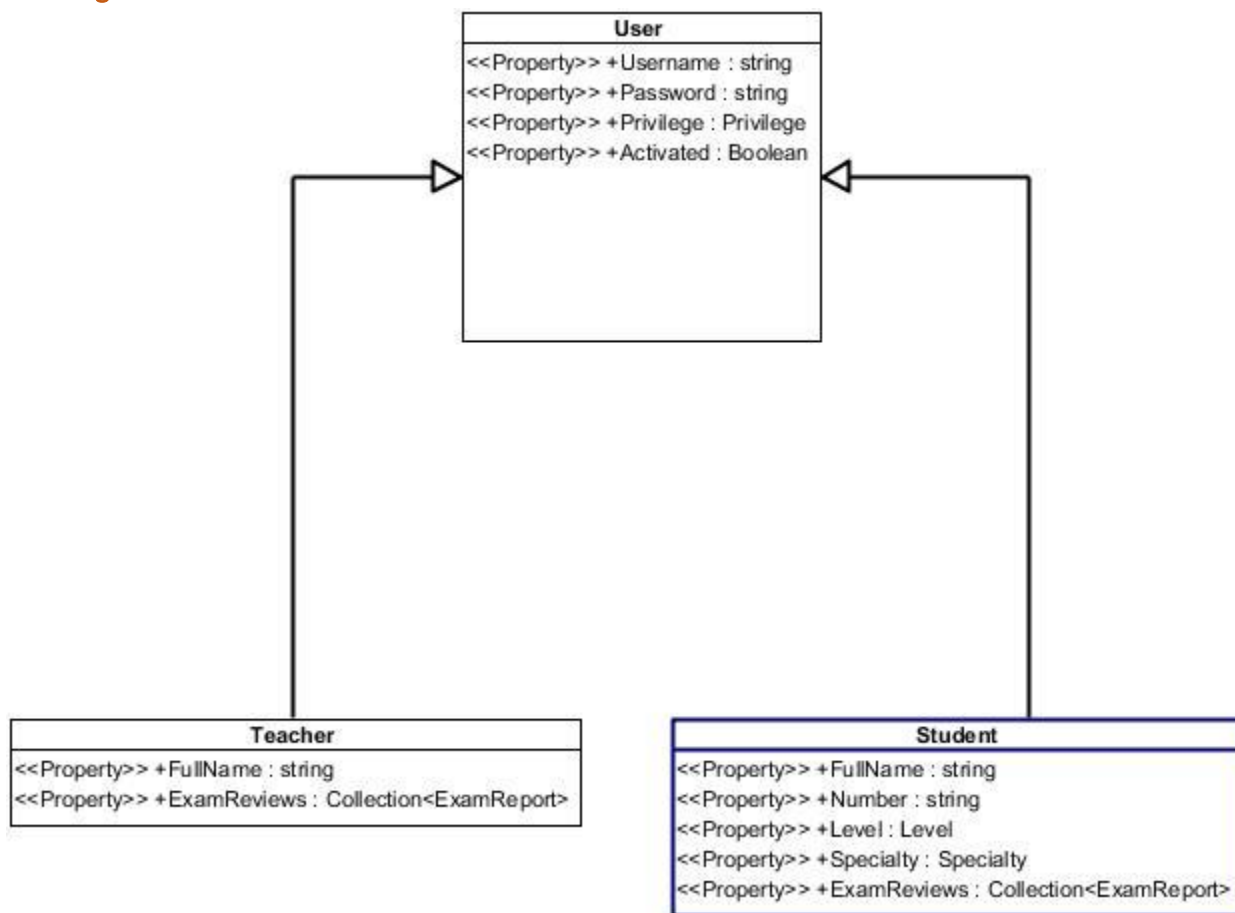 User
<<Property>> +Username : string
<<Property>> +Password : string
<<Property>> +Privilege : Privilege
<<Property>> +Activated : Boolean
Teacher
<<Property>> +FullName : string
<<Property>> +ExamReviews : Collection<ExamReport>
Student
<<Property>> +FullName : string
<<Property>> +Number : string
<<Property>> +Level : Level
<<Property>> +Specialty : Specialty
<<Property>> +ExamReviews : Collection<ExamReport>